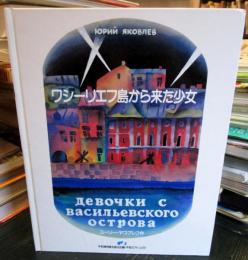 ЮРИЙ ЯКОВЛЕВ
ワシーリエフ島から来た少女
девочки с
васильевского
острова